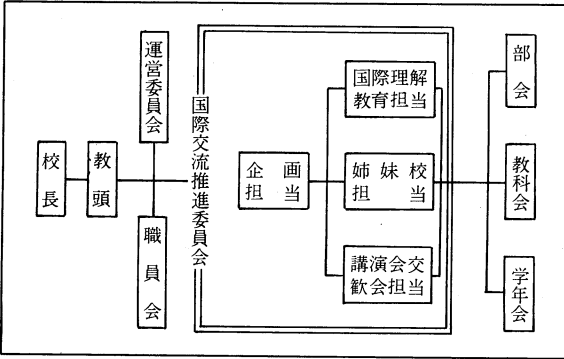 校長
教頭
運営委員会
職員会
国際交流推進委員会
企画
担当
国際理解
教育担当
姉妹校
担当
講演会交
歓会担当
部会
教科会
学年会